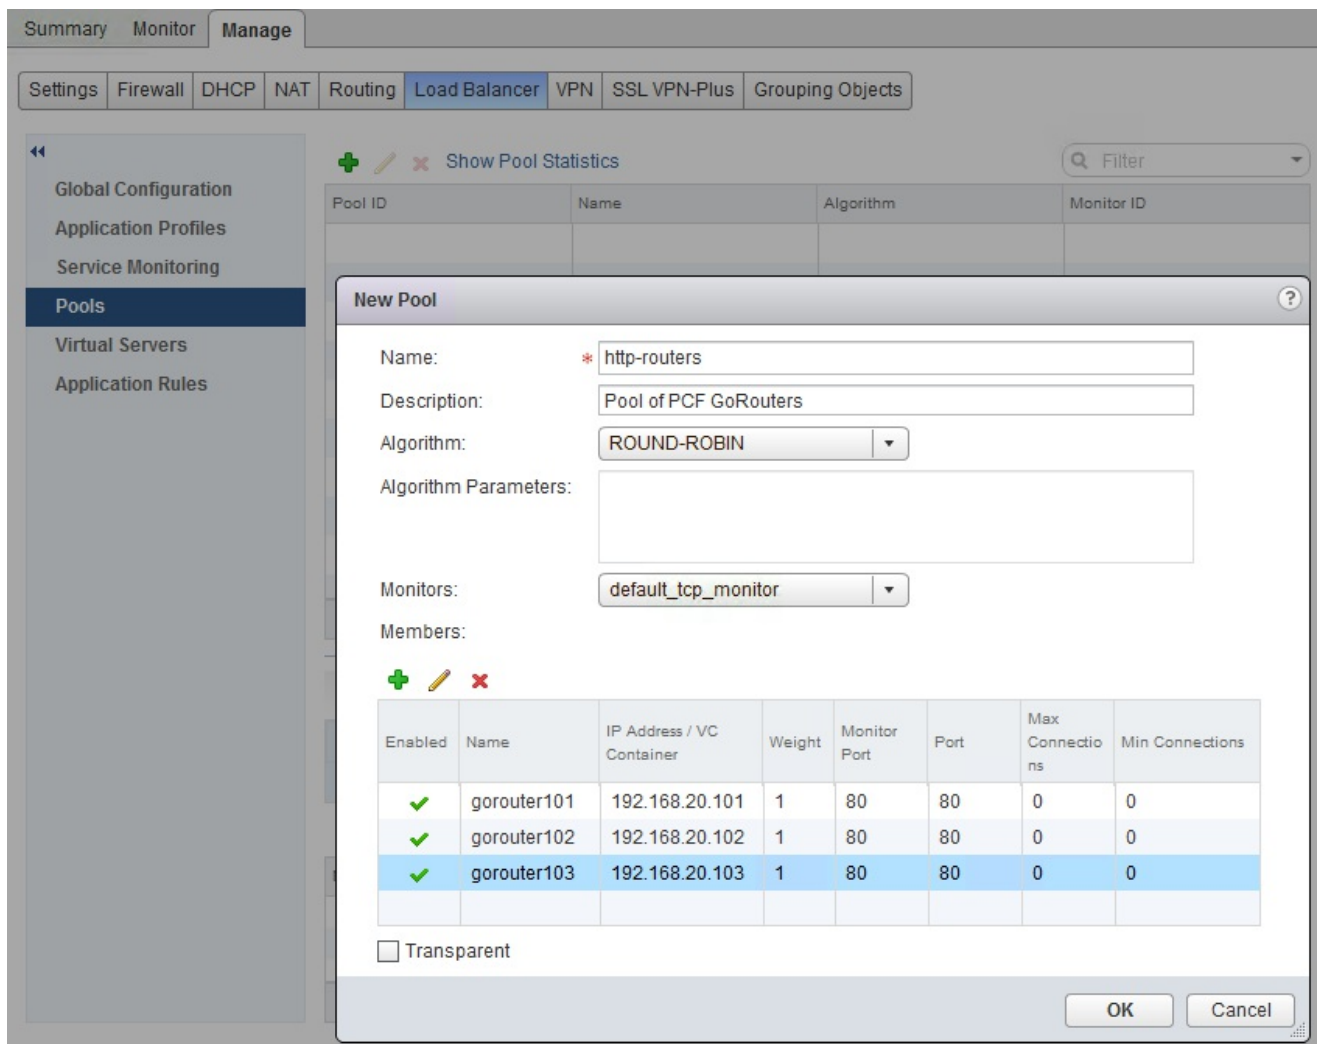 Summary Monitor Manage
Settings Firewall DHCP NAT Routing Load Balancer VPN SSL VPN-Plus Grouping Objects
Show Pool Statistics Filter
Global Configuration
Application Profiles
Service Monitoring
Pools
Virtual Servers
Application Rules
Pool ID Name Algorithm Monitor ID
New Pool ?
Name: * http-routers
Description: Pool of PCF GoRouters
Algorithm: ROUND-ROBIN
Algorithm Parameters:
Monitors: default_tcp_monitor
Members:
Enabled Name IP Address / VC Container Weight Monitor Port Port Max Connectio ns Min Connections
gorouter101 192.168.20.101 1 80 80 0 0
gorouter102 192.168.20.102 1 80 80 0 0
gorouter103 192.168.20.103 1 80 80 0 0
Transparent
OK Cancel